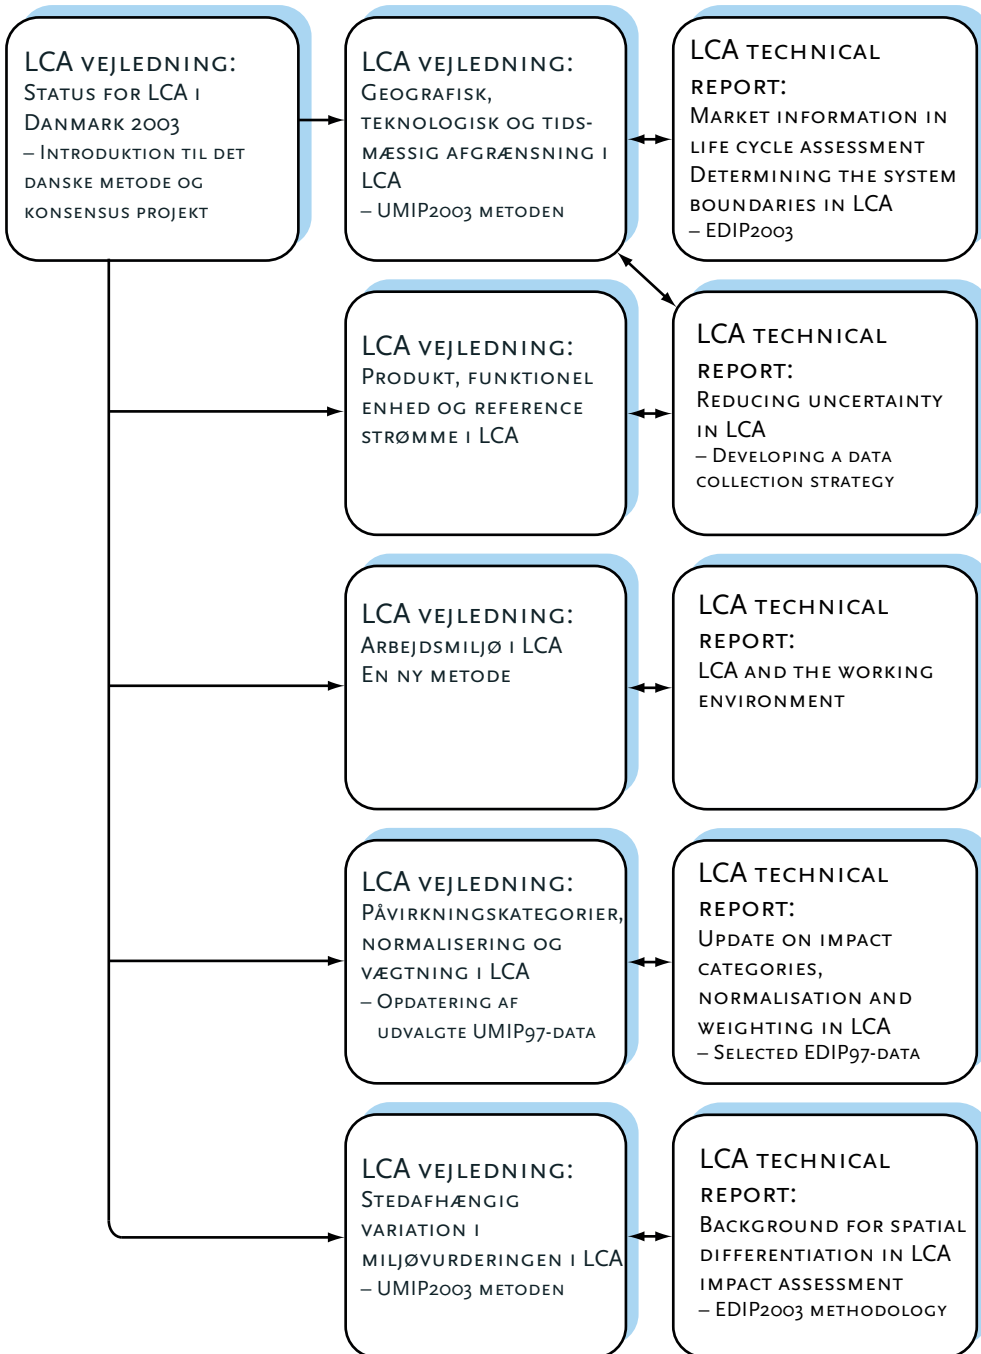 LCA vejledning:
Status for LCA i
Danmark 2003
– Introduktion til det
danske metode og
konsensus projekt
LCA vejledning:
Geografisk,
teknologisk og tids-
mæssig afgrænsning i
LCA
– UMIP2003 metoden
LCA technical
report:
Market information in
life cycle assessment
Determining the system
boundaries in LCA
– EDIP2003
LCA vejledning:
Produkt, funktionel
enhed og reference
strømme i LCA
LCA technical
report:
Reducing uncertainty
in LCA
– Developing a data
collection strategy
LCA vejledning:
Arbejdsmiljø i LCA
En ny metode
LCA technical
report:
LCA and the working
environment
LCA vejledning:
Påvirkningskategorier,
normalisering og
vægtning i LCA
– Opdatering af
udvalgte UMIP97-data
LCA technical
report:
Update on impact
categories,
normalisation and
weighting in LCA
– Selected EDIP97-data
LCA vejledning:
Stedafhængig
variation i
miljøvurderingen i LCA
– UMIP2003 metoden
LCA technical
report:
Background for spatial
differentiation in LCA
impact assessment
– EDIP2003 methodology